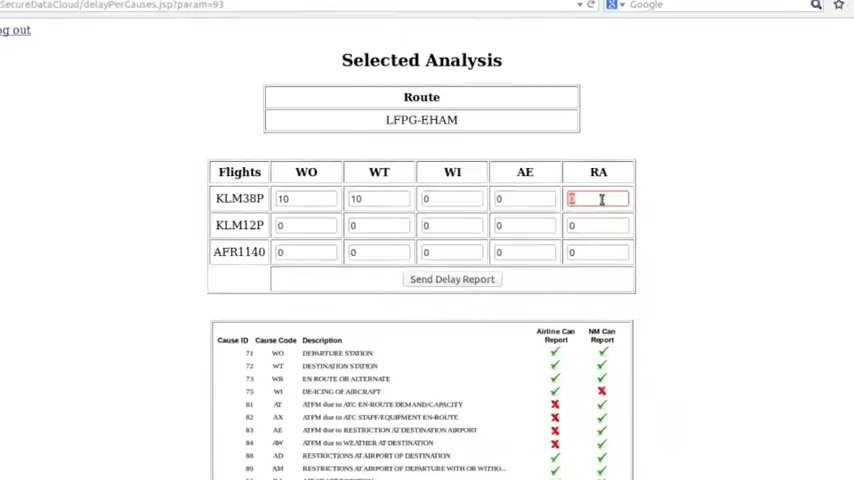 SecureDataCloud/delayPerCauses.jsp?param=93
Google
og out
Selected Analysis
Route
LFPG-EHAM
Flights WO WT WI AE RA
KLM38P 10 10 0 0
KLM12P 0 0 0 0 0
AFR1140 0 0 0 0 0
Send Delay Report
Airline Can Report NM Can Report
Cause ID Cause Code Description
71 WO DEPARTURE STATION
72 WT DESTINATION STATION
73 WR EN ROUTE OR ALTERNATE
75 WI DE-ICING OF AIRCRAFT
81 AT ATFM due to ATC EN-ROUTE DEMAND/CAPACITY
82 AX ATFM due to ATC STAFF/EQUIPMENT EN-ROUTE
83 AE ATFM due to RESTRICTION AT DESTINATION AIRPORT
84 AW ATFM due to WEATHER AT DESTINATION
88 AD RESTRICTIONS AT AIRPORT OF DESTINATION
89 AM RESTRICTIONS AT AIRPORT OF DEPARTURE WITH OR WITHO...